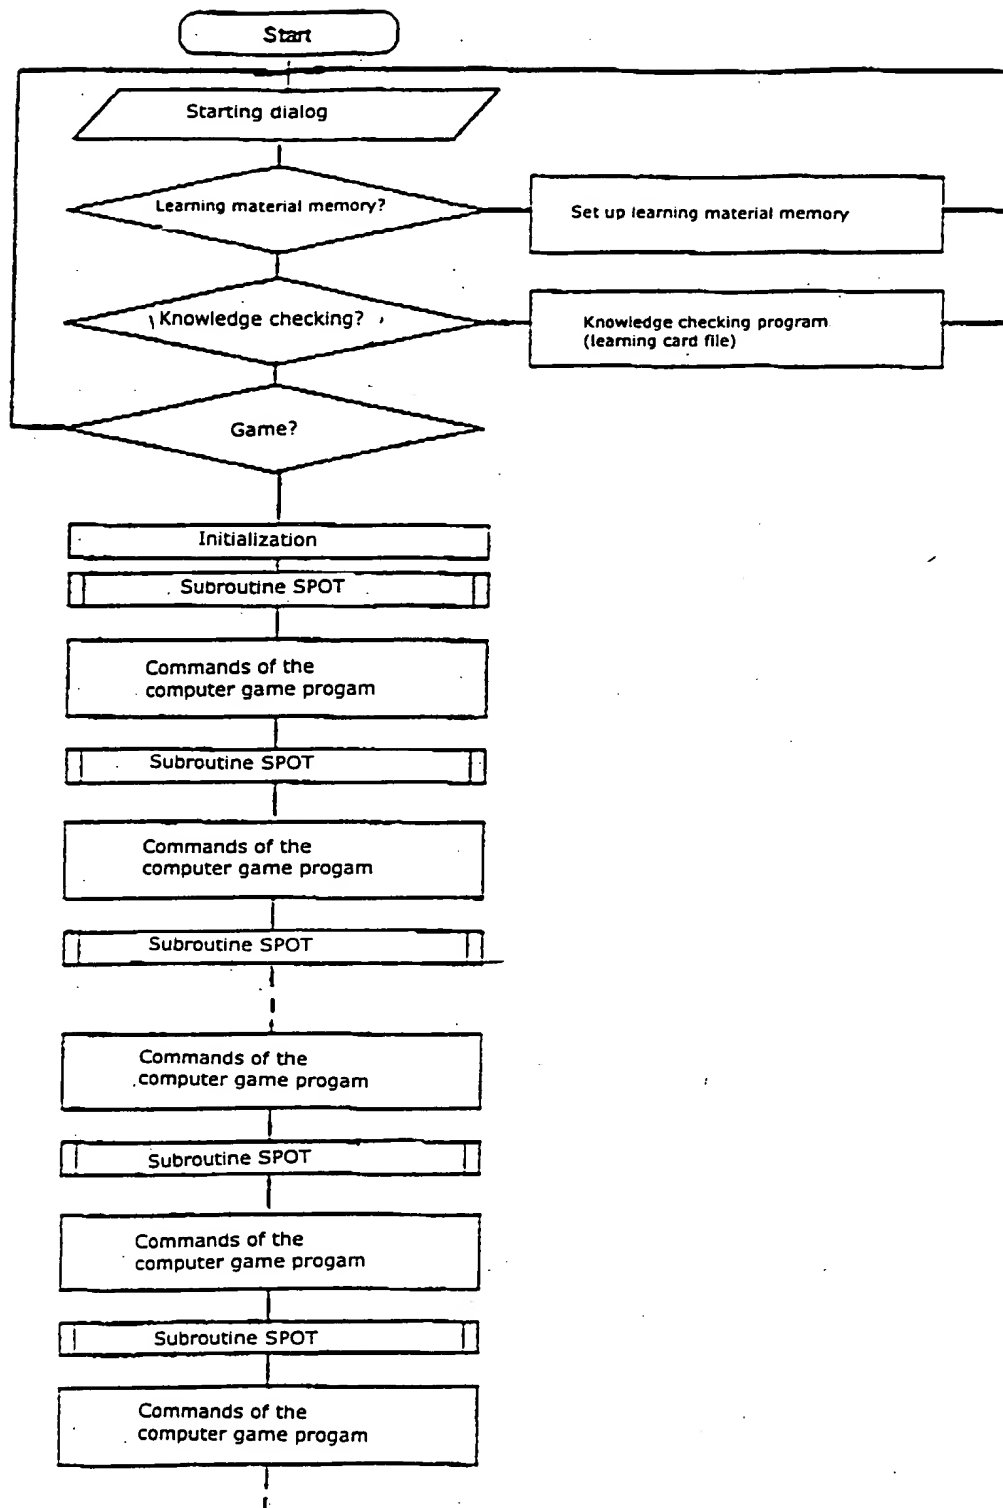 Start
Starting dialog
Learning material memory?
Set up learning material memory
Knowledge checking?
Knowledge checking program
(learning card file)
Game?
Initialization
Subroutine SPOT
Commands of the
computer game progam
Subroutine SPOT
Commands of the
computer game progam
Subroutine SPOT
Commands of the
computer game progam
Subroutine SPOT
Commands of the
computer game progam
Subroutine SPOT
Commands of the
computer game progam